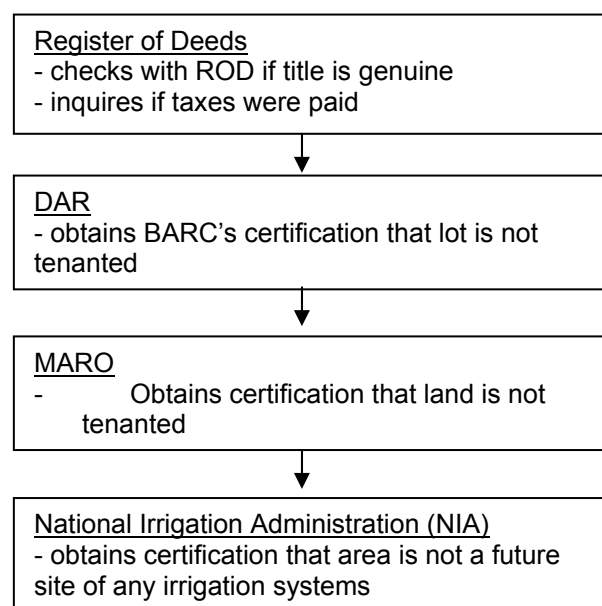 Register of Deeds
- checks with ROD if title is genuine
- inquires if taxes were paid
DAR
- obtains BARC's certification that lot is not
tenanted
MARO
- Obtains certification that land is not
tenanted
National Irrigation Administration (NIA)
- obtains certification that area is not a future
site of any irrigation systems